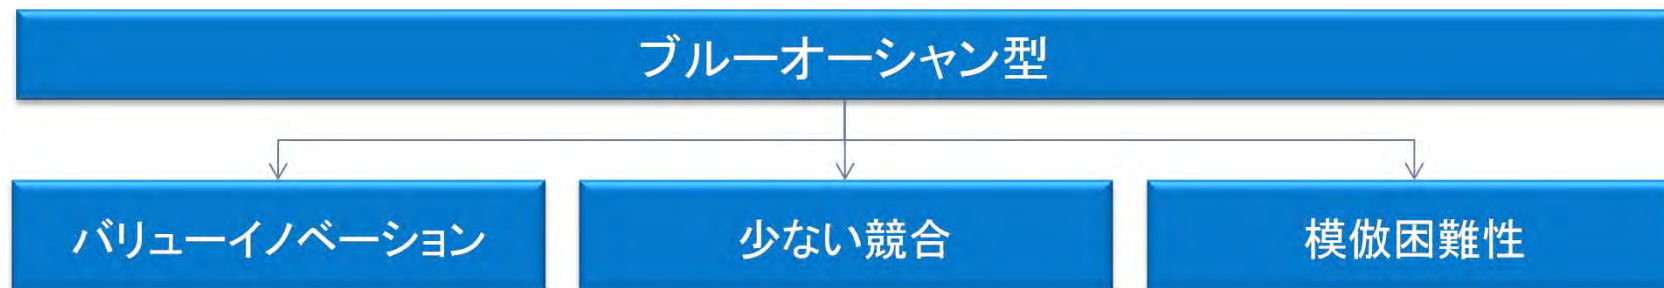 ブルーオーシャン型
バリューイノベーション
少ない競合
模倣困難性